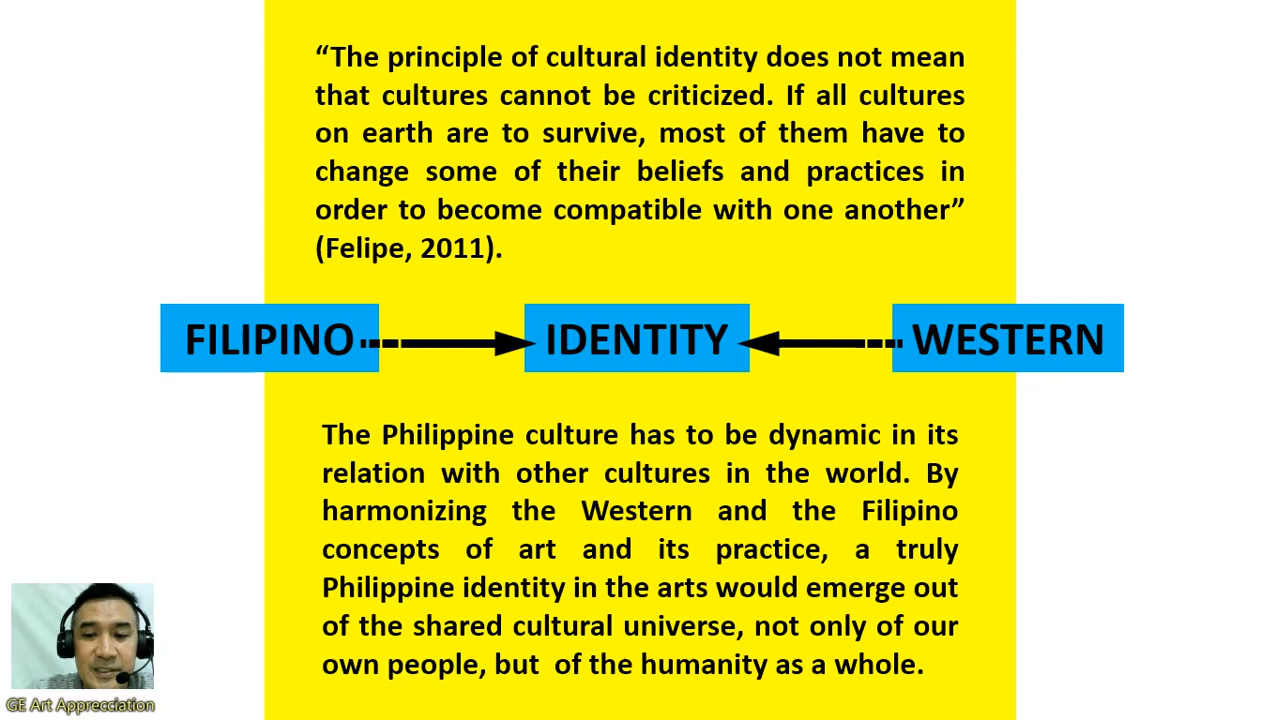 “The principle of cultural identity does not mean
that cultures cannot be criticized. If all cultures
on earth are to survive, most of them have to
change some of their beliefs and practices in
order to become compatible with one another”
(Felipe, 2011).
FILIPINO
IDENTITY
WESTERN
The Philippine culture has to be dynamic in its
relation with other cultures in the world. By
harmonizing the Western and the Filipino
concepts of art and its practice, a truly
Philippine identity in the arts would emerge out
of the shared cultural universe, not only of our
own people, but of the humanity as a whole.
GE Art Apprecciation